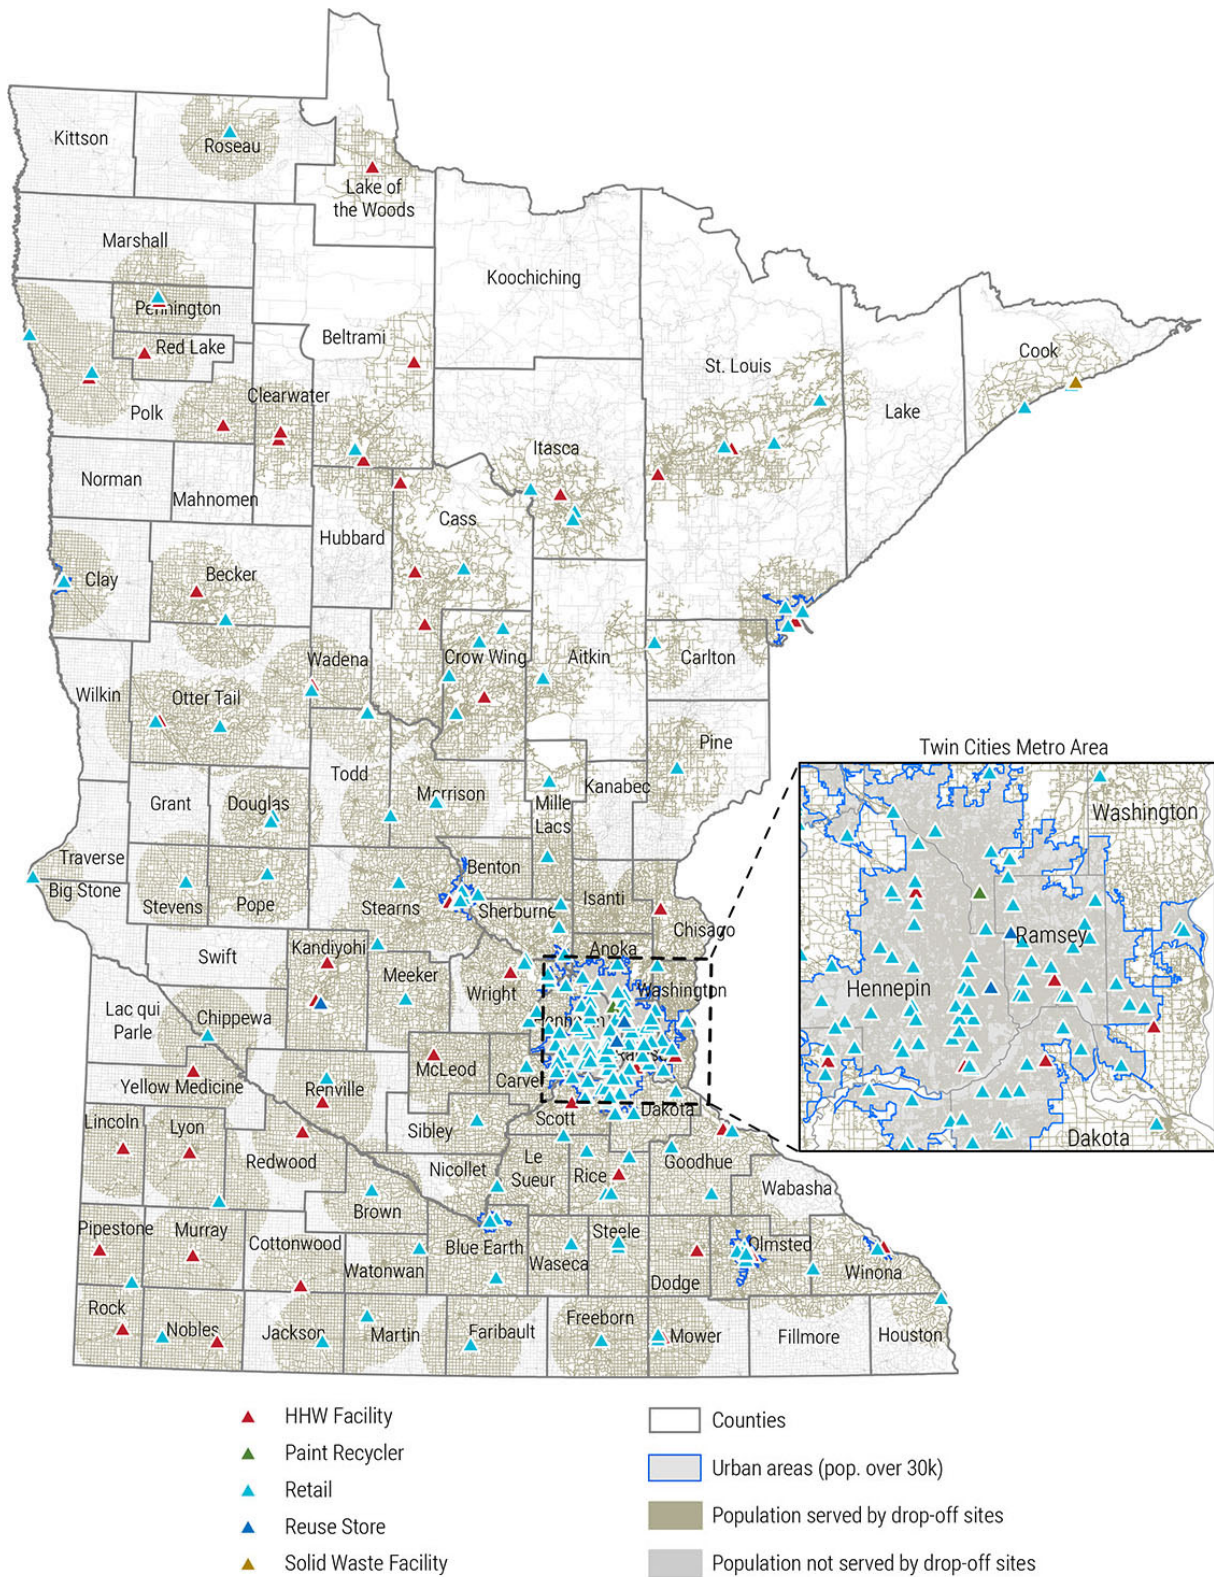 Kittson
Roseau
Lake of
the Woods
Marshall
Koochiching
Pennington
Beltrami
Red Lake
St. Louis
Cook
Clearwater
Polk
Lake
Itasca
Norman
Mahnomen
Cass
Hubbard
Clay
Becker
Wadena
Crow Wing
Aitkin
Carlton
Wilkin
Otter Tail
Pine
Twin Cities Metro Area
Todd
Kanabec
Grant
Douglas
Morrison
Mille
Lacs
Washington
Traverse
Benton
Big Stone
Stevens
Pope
Stearns
Sherburne
Isanti
Chisago
Ramsey
Swift
Kandiyohi
Anoka
Meeker
Wright
Washington
Hennepin
Lac qui
Parle
Chippewa
Hennepin
Ramsey
McLeod
Carver
Yellow Medicine
Renville
Dakota
Scott
Lincoln
Lyon
Sibley
Dakota
Redwood
Nicollet
Le
Sueur
Rice
Goodhue
Wabasha
Brown
Pipestone
Murray
Cottonwood
Steele
Blue Earth
Waseca
Olmsted
Watonwan
Dodge
Winona
Rock
Nobles
Jackson
Martin
Faribault
Freeborn
Mower
Fillmore
Houston
HHW Facility
Paint Recycler
Retail
Reuse Store
Solid Waste Facility
Counties
Urban areas (pop. over 30k)
Population served by drop-off sites
Population not served by drop-off sites